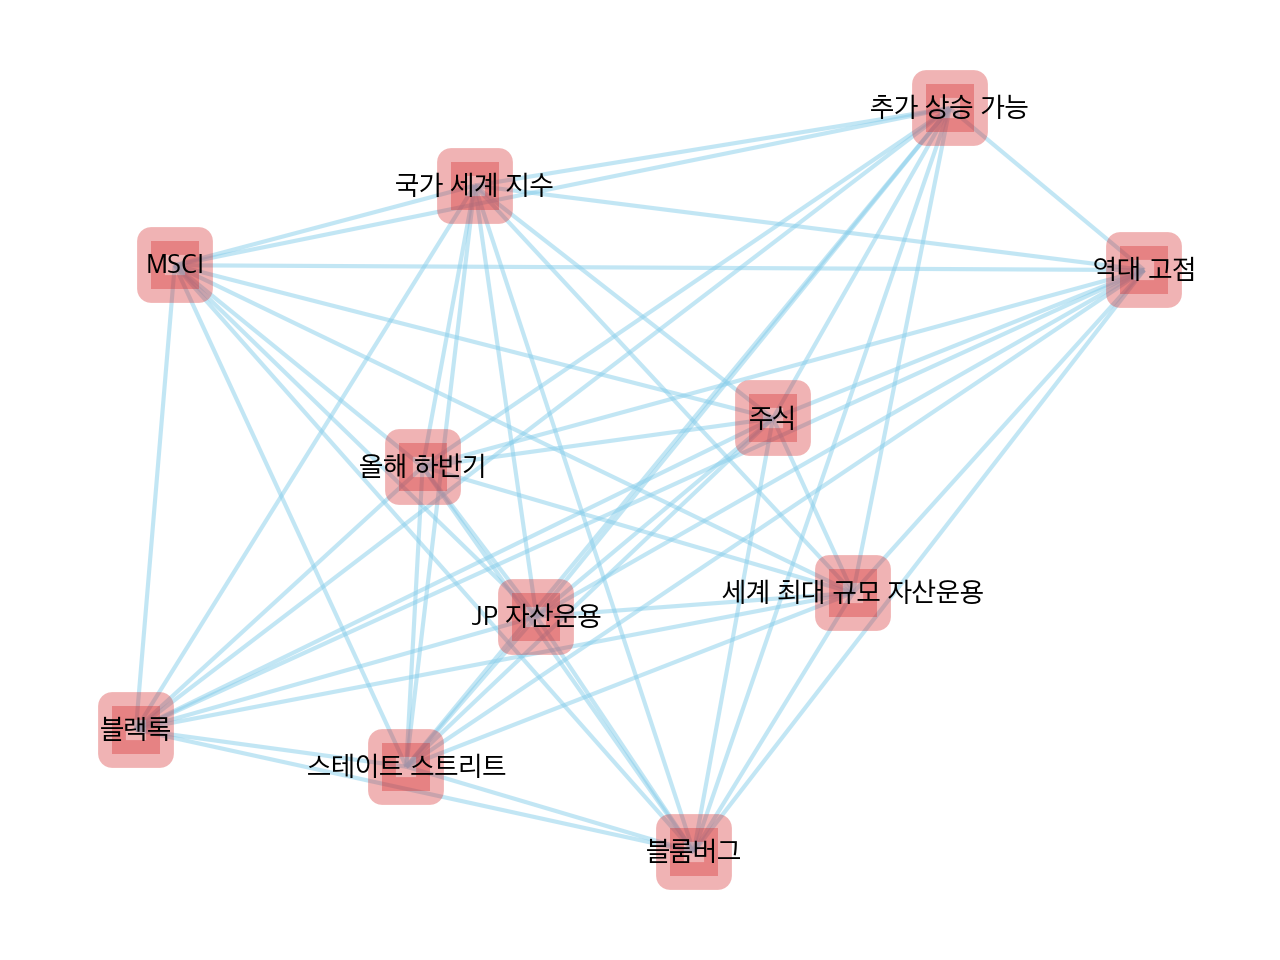 추가 상승 가능
국가 세계 지수
MSCI
역대 고점
주식
올해 하반기
세계 최대 규모 자산운용
JP 자산운용
블랙록
스테이트 스트리트
블룸버그